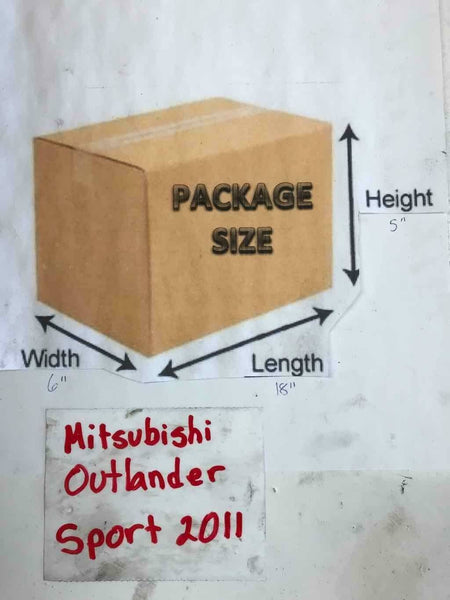 PACKAGE
SIZE
Height
5"
Width
6"
Length
18"
Mitsubishi
Outlander
Sport 2011